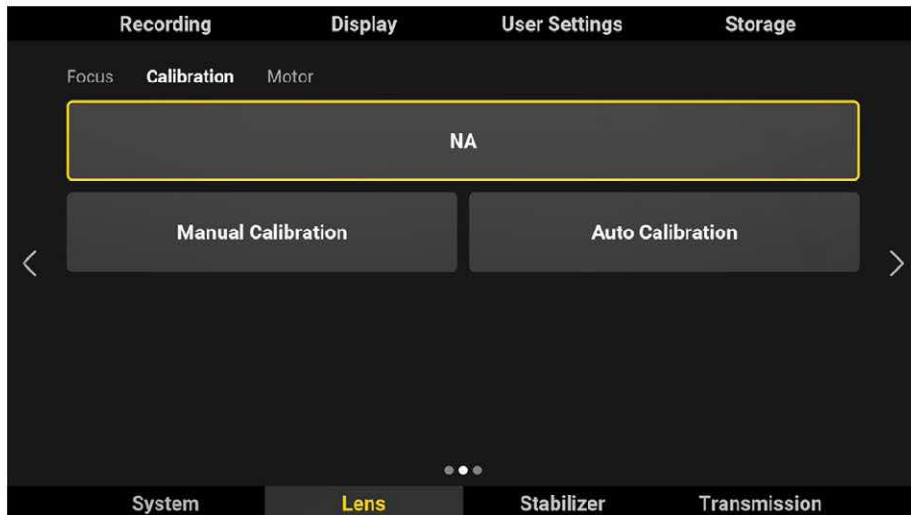 Recording Display User Settings Storage
Focus Calibration Motor
NA
Manual Calibration Auto Calibration
System Lens Stabilizer Transmission